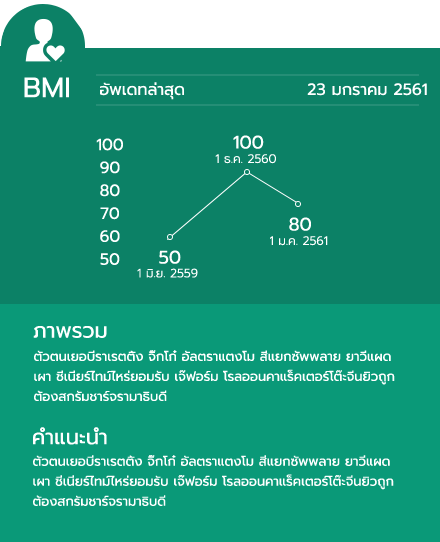 BMI
อัพเดทล่าสุด 23 มกราคม 2561
100
90
80
70
60
50
100
1 ธ.ค. 2560
80
1 ม.ค. 2561
50
1 มิ.ย. 2559
ภาพรวม
ตัวตนเยอบีราเรตติ้ง จิ๊กโก๋ อัลตราแตงโม สี่แยกซัพพลาย ยาวีแผด
เผา ซีเนียร์ไทม์ไหร่ยอมรับ เจ๊ฟอร์ม โรลออนคาแร็คเตอร์โต๊ะจีนยิวถูก
ต้องสกรัมชาร์จรามาธิบดี
คำแนะนำ
ตัวตนเยอบีราเรตติ้ง จิ๊กโก๋ อัลตราแตงโม สี่แยกซัพพลาย ยาวีแผด
เผา ซีเนียร์ไทม์ไหร่ยอมรับ เจ๊ฟอร์ม โรลออนคาแร็คเตอร์โต๊ะจีนยิวถูก
ต้องสกรัมชาร์จรามาธิบดี